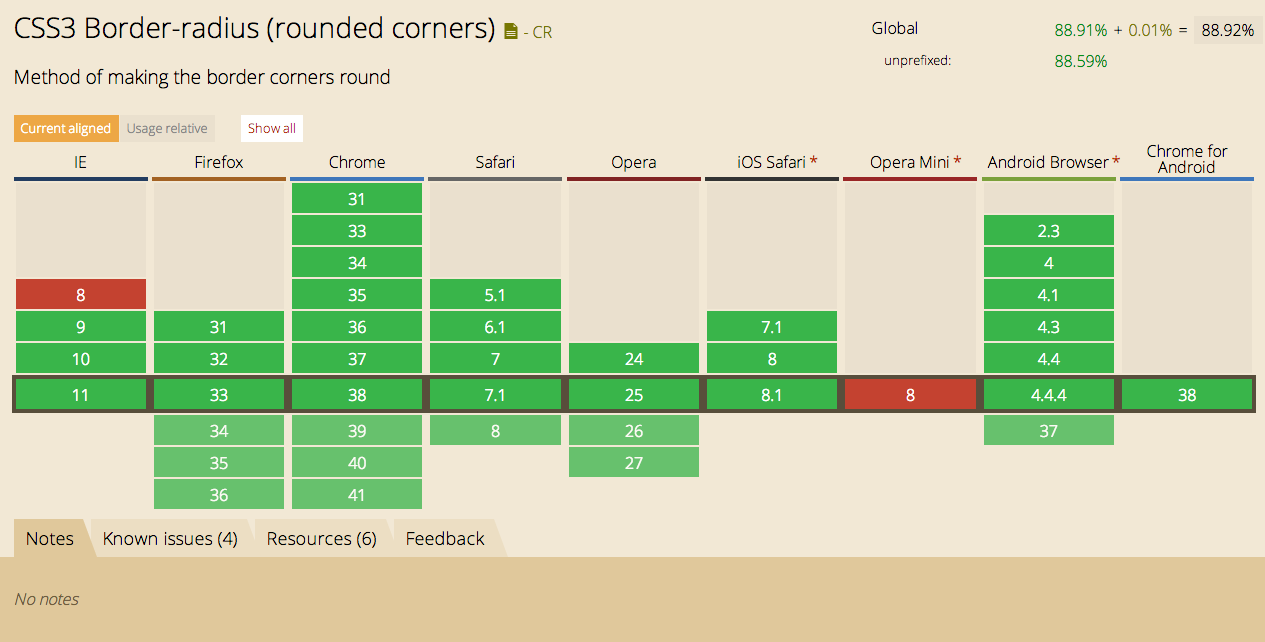 CSS3 Border-radius (rounded corners) - CR
Global 88.91% + 0.01% = 88.92%
unprefixed: 88.59%
Method of making the border corners round
Current aligned Usage relative Show all
IE Firefox Chrome Safari Opera iOS Safari * Opera Mini * Android Browser * Chrome for Android
31
33 2.3
34 4
8 35 5.1 4.1
9 31 36 6.1 7.1 4.3
10 32 37 7 24 8 4.4
11 33 38 7.1 25 8.1 8 4.4.4 38
34 39 8 26 37
35 40 27
36 41
Notes Known issues (4) Resources (6) Feedback
No notes